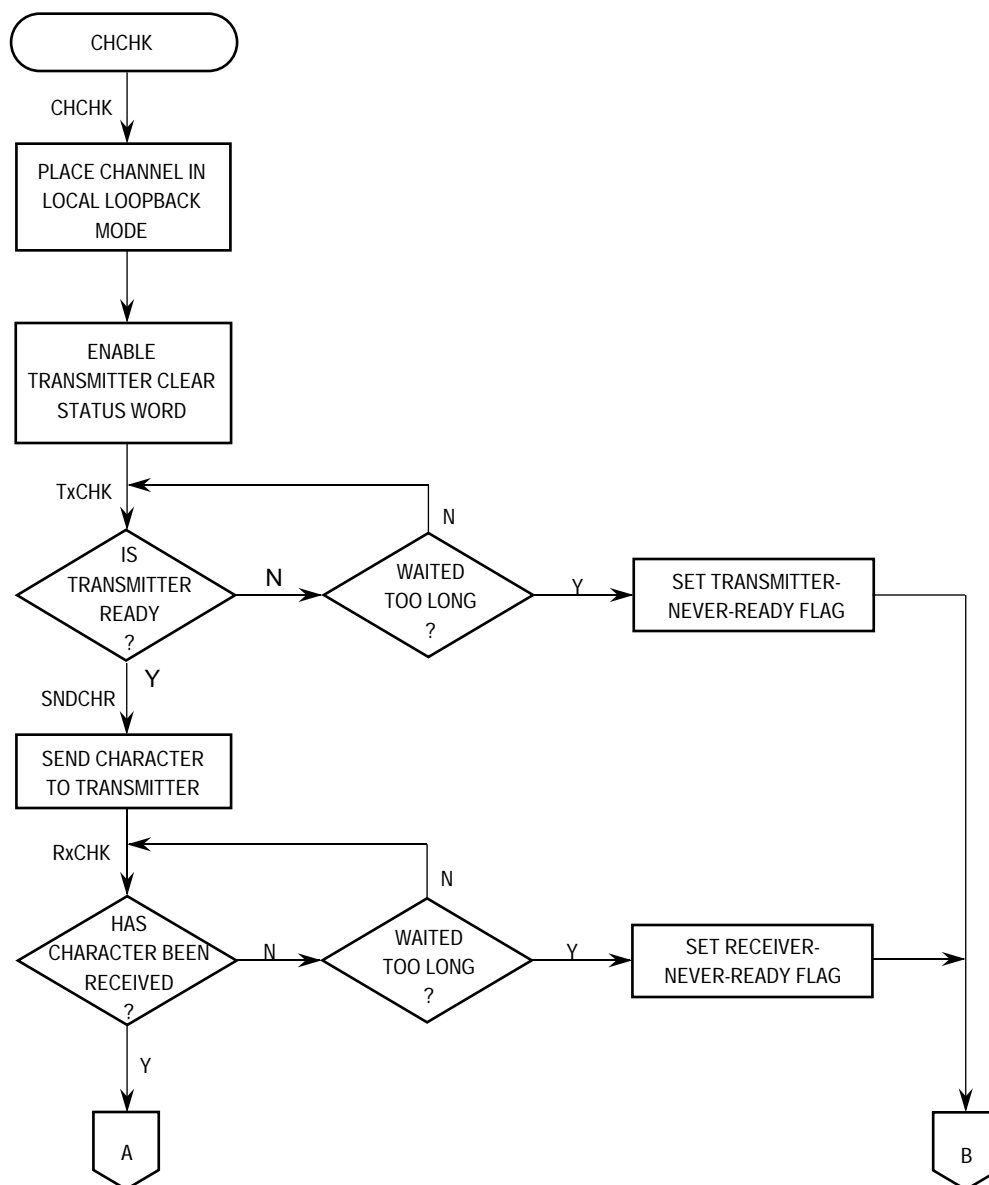 CHCHK
CHCHK
PLACE CHANNEL IN
LOCAL LOOPBACK
MODE
ENABLE
TRANSMITTER CLEAR
STATUS WORD
TxCHK
N
IS
TRANSMITTER
READY
?
N
WAITED
TOO LONG
?
Y
SET TRANSMITTER-
NEVER-READY FLAG
Y
SNDCHR
SEND CHARACTER
TO TRANSMITTER
RxCHK
N
HAS
CHARACTER BEEN
RECEIVED
?
N
WAITED
TOO LONG
?
Y
SET RECEIVER-
NEVER-READY FLAG
Y
A
B